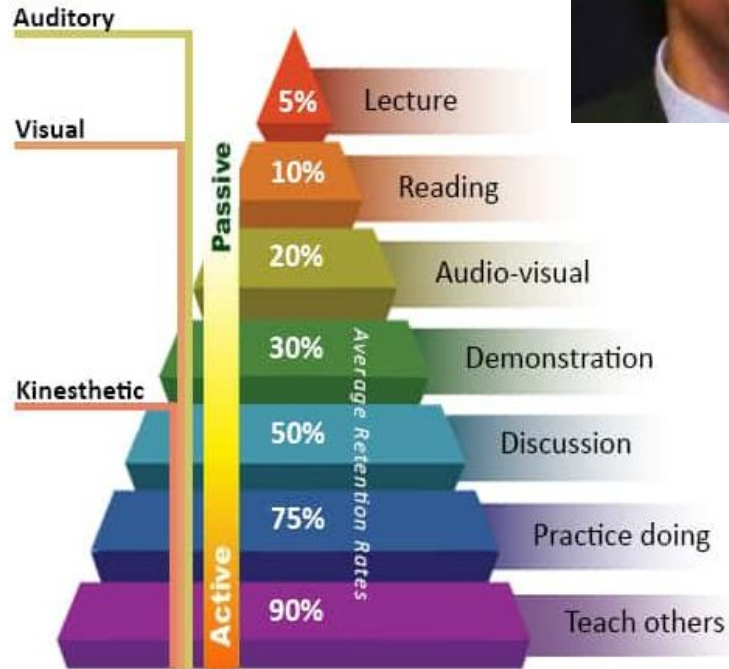 Auditory
5%
Lecture
Visual
Passive
10%
Reading
20%
Audio-visual
30%
Demonstration
Average Retention Rates
Kinesthetic
50%
Discussion
75%
Practice doing
Active
90%
Teach others